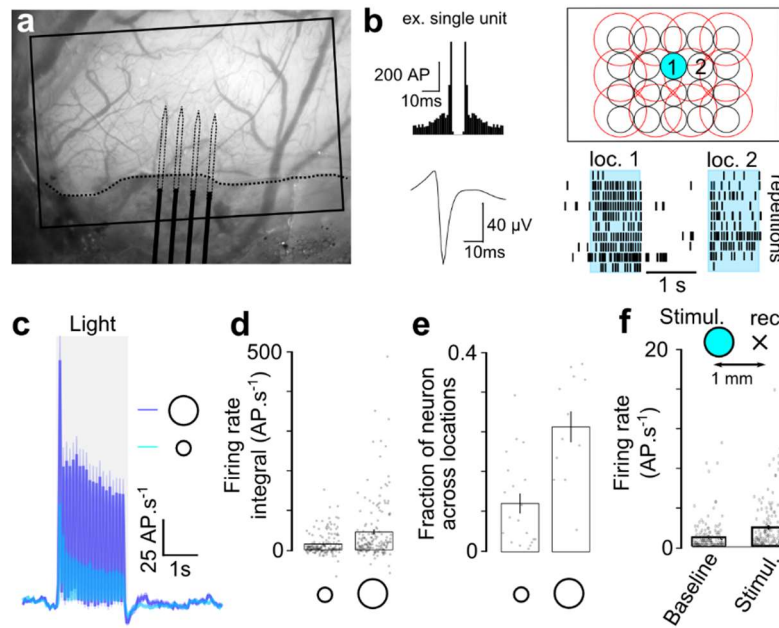 a
b
ex. single unit
200 AP
10ms
40 µV
10ms
1 2
loc. 1
loc. 2
repetitions
1 s
c
Light
25 AP.s⁻¹
1s
d
Firing rate
integral (AP.s⁻¹)
500
0
e
Fraction of neuron
across locations
0.4
0
f
Stimul.
rec
1 mm
Firing rate
(AP.s⁻¹)
20
0
Baseline
Stimul.